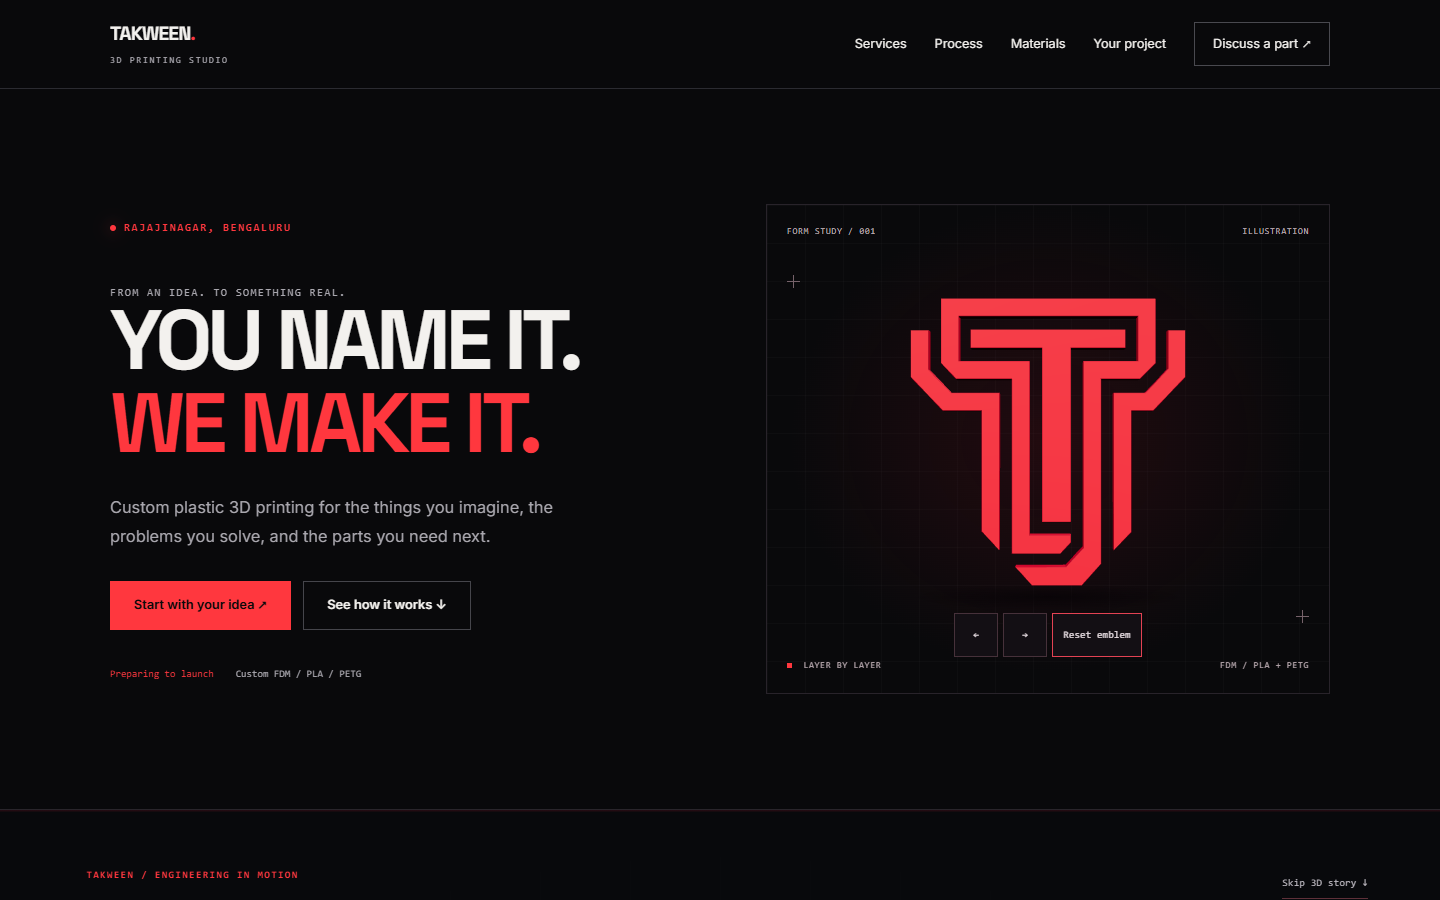 TAKWEEN.
3D PRINTING STUDIO
Services
Process
Materials
Your project
Discuss a part ↗
RAJAJINAGAR, BENGALURU
FROM AN IDEA. TO SOMETHING REAL.
YOU NAME IT.
WE MAKE IT.
Custom plastic 3D printing for the things you imagine, the
problems you solve, and the parts you need next.
Start with your idea ↗
See how it works ↓
Preparing to launch
Custom FDM / PLA / PETG
FORM STUDY / 001
ILLUSTRATION
←
→
Reset emblem
LAYER BY LAYER
FDM / PLA + PETG
TAKWEEN / ENGINEERING IN MOTION
Skip 3D story ↓